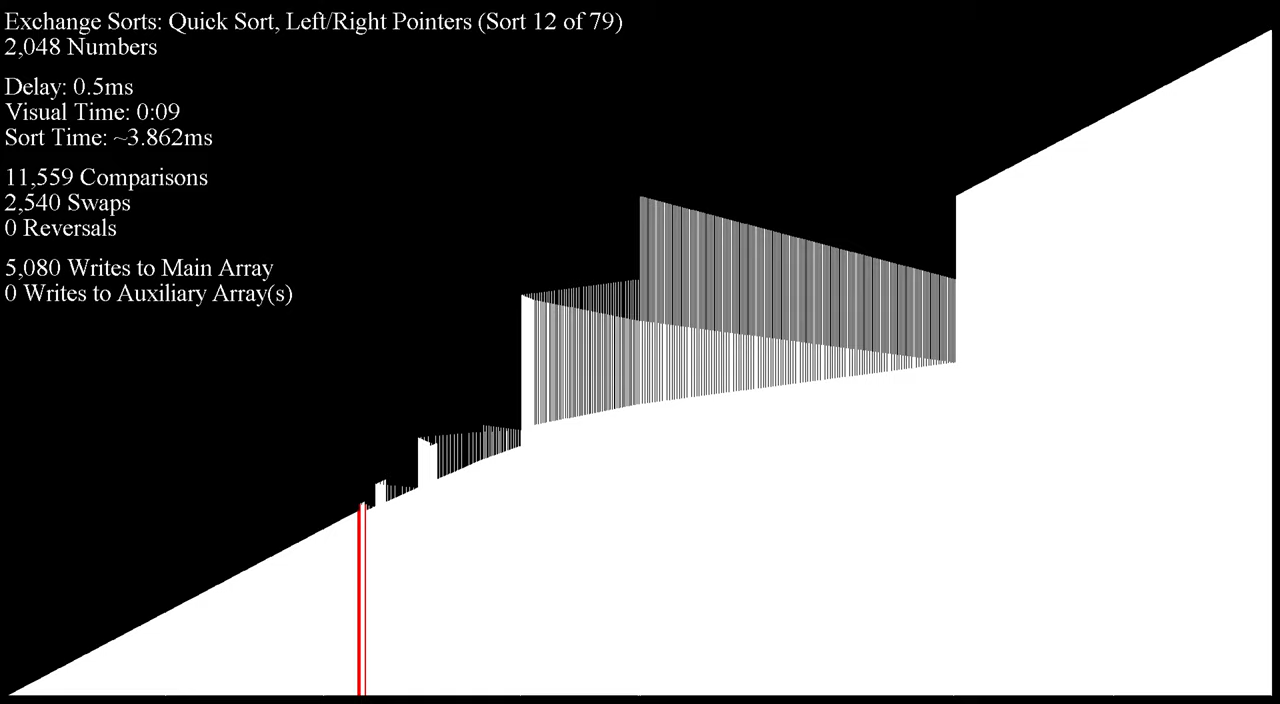 Exchange Sorts: Quick Sort, Left/Right Pointers (Sort 12 of 79)
2,048 Numbers
Delay: 0.5ms
Visual Time: 0:09
Sort Time: ~3.862ms
11,559 Comparisons
2,540 Swaps
0 Reversals
5,080 Writes to Main Array
0 Writes to Auxiliary Array(s)